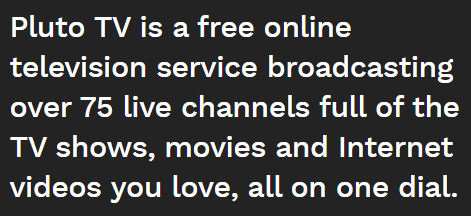 Pluto TV is a free online
television service broadcasting
over 75 live channels full of the
TV shows, movies and Internet
videos you love, all on one dial.